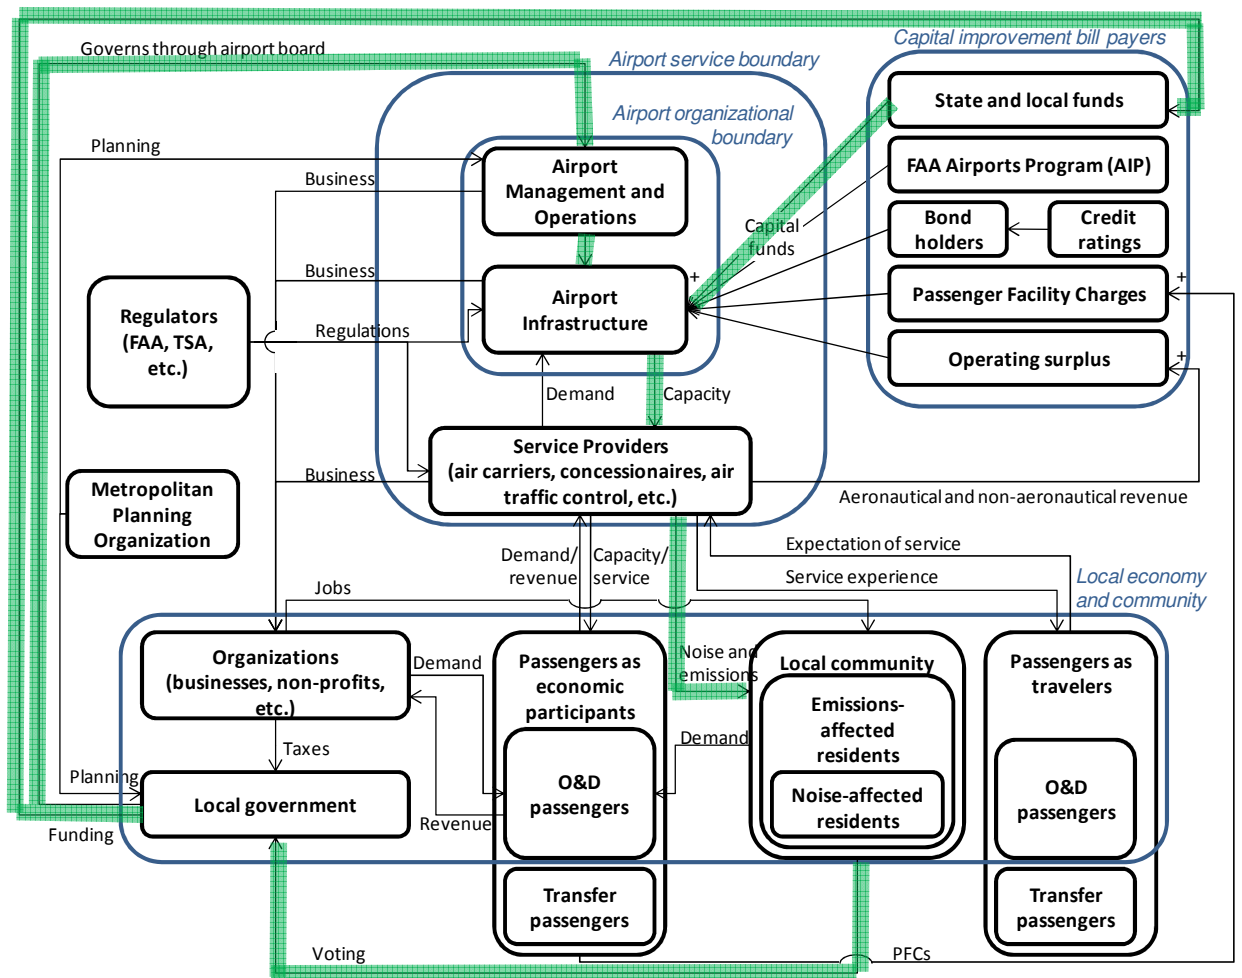 Governs through airport board
Airport service boundary
Capital improvement bill payers
Airport organizational
boundary
State and local funds
FAA Airports Program (AIP)
Bond
holders
Credit
ratings
Passenger Facility Charges
Operating surplus
+
+
+
Capital
funds
Planning
Business
Airport
Management and
Operations
Business
Airport
Infrastructure
Regulators
(FAA, TSA,
etc.)
Regulations
Demand
Capacity
Service Providers
(air carriers, concessionaires, air
traffic control, etc.)
Business
Aeronautical and non-aeronautical revenue
Metropolitan
Planning
Organization
Demand/
revenue
Capacity/
service
Expectation of service
Service experience
Local economy
and community
Jobs
Organizations
(businesses, non-profits,
etc.)
Demand
Passengers as
economic
participants
Noise and
emissions
Local community
Emissions-
affected
residents
Noise-affected
residents
Passengers as
travelers
Taxes
Demand
O&D
passengers
O&D
passengers
Planning
Local government
Revenue
Funding
Transfer
passengers
Transfer
passengers
Voting
PFCs